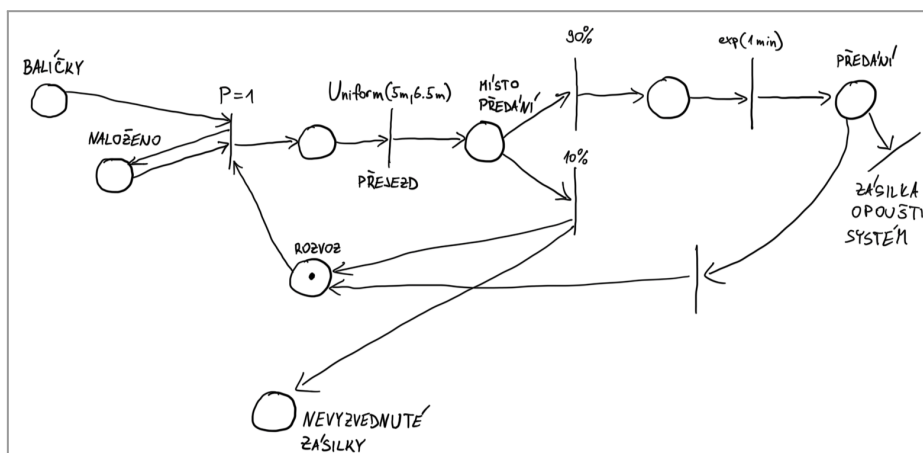 90%
exp(1min)
BALÍČKY
P=1
Uniform(5m,6.5m)
MÍSTO
PŘEDÁNÍ
PŘEDÁNÍ
NALOŽENO
PŘEJEZD
10%
ZÁSILKA
OPOUŠTÍ
SYSTÉM
ROZVOZ
NEVYZVEDNUTÉ
ZÁSILKY